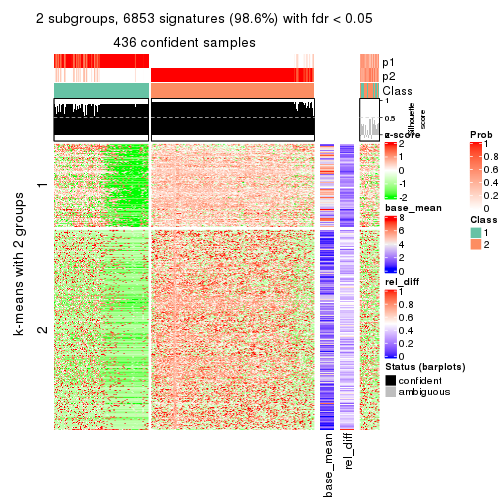 2 subgroups, 6853 signatures (98.6%) with fdr < 0.05
436 confident samples
p1
p2
Class
1
0.5
0
Silhouette
score
k-means with 2 groups
1
2
base_mean
rel_diff
z-score
2
1
0
-1
-2
base_mean
8
6
4
2
0
rel_diff
1
0.8
0.6
0.4
0.2
0
Status (barplots)
confident
ambiguous
Prob
1
0.8
0.6
0.4
0.2
0
Class
1
2